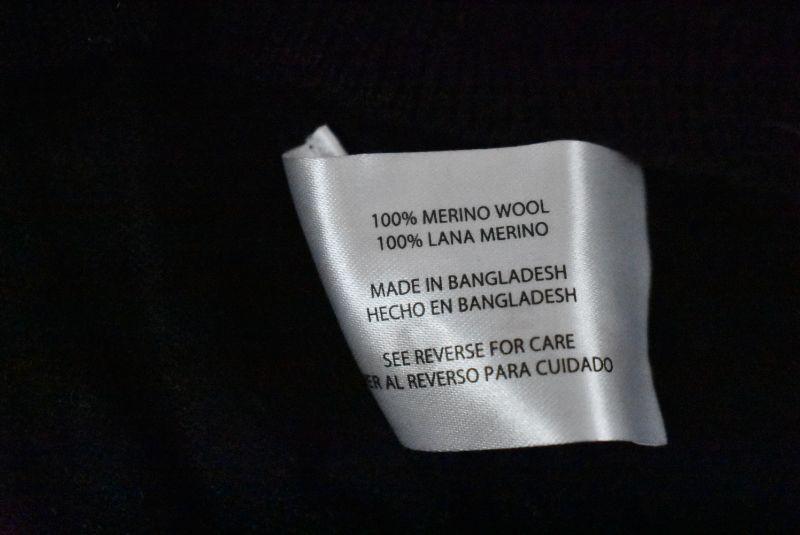 100% MERINO WOOL
100% LANA MERINO
MADE IN BANGLADESH
HECHO EN BANGLADESH
SEE REVERSE FOR CARE
ER AL REVERSO PARA CUIDADO